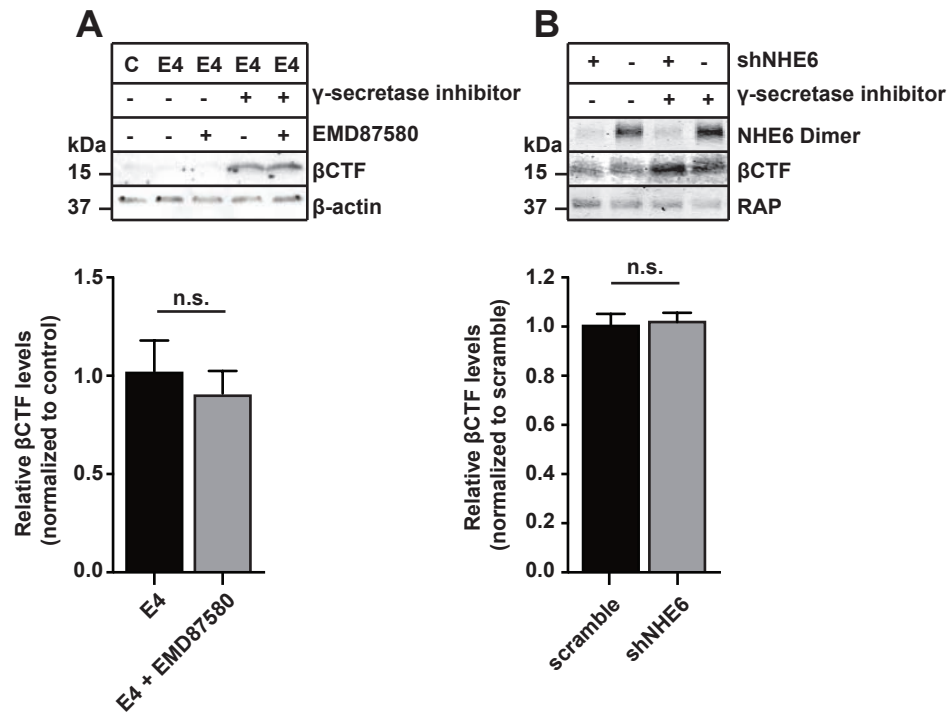 A
C E4 E4 E4 E4
- - - + + γ-secretase inhibitor
- - + - + EMD87580
kDa
15 βCTF
37 β-actin
1.5
1.0
0.5
0.0
Relative βCTF levels
(normalized to control)
n.s.
E4
E4 + EMD87580
B
+ - + - shNHE6
- - + + γ-secretase inhibitor
kDa
NHE6 Dimer
15 βCTF
37 RAP
1.2
1.0
0.8
0.6
0.4
0.2
0.0
Relative βCTF levels
(normalized to scramble)
n.s.
scramble
shNHE6